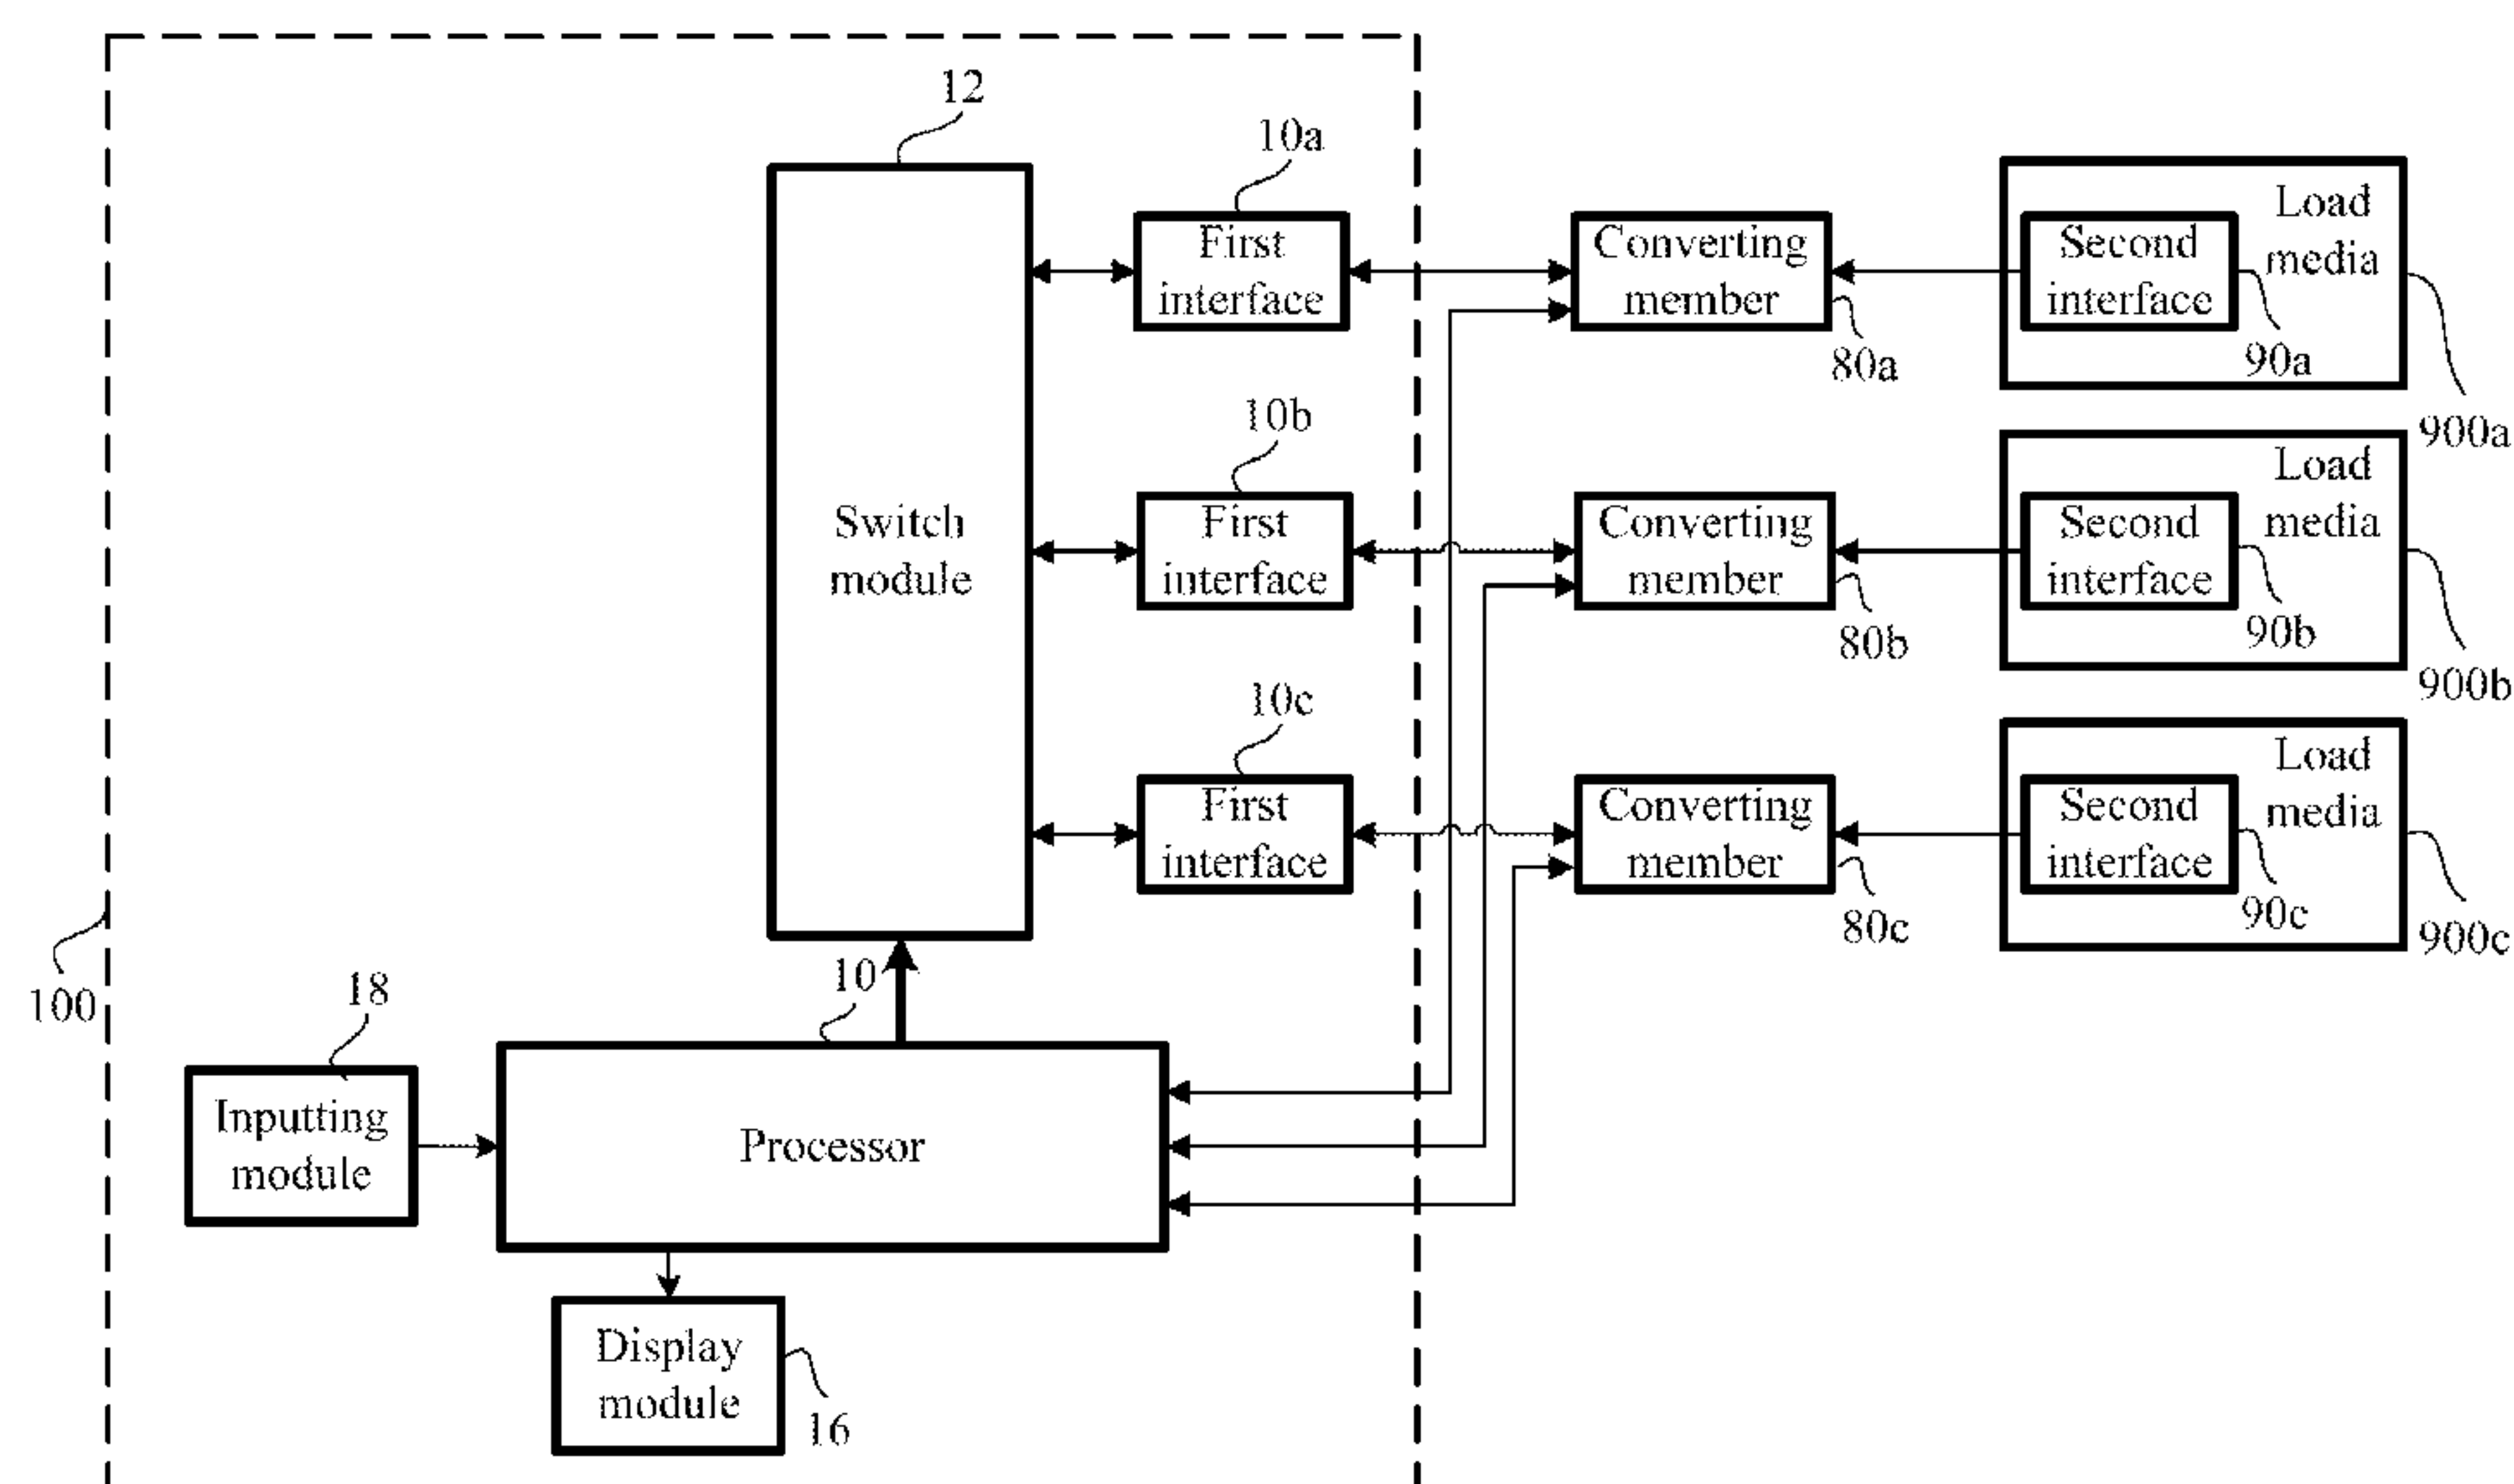 12
10a
First
interface
Converting
member
80a
Load
media
Second
interface
90a
900a
10b
Switch
module
First
interface
Converting
member
80b
Load
media
Second
interface
90b
900b
10c
First
interface
Converting
member
80c
Load
media
Second
interface
90c
900c
100
18
10
Inputting
module
Processor
Display
module
16